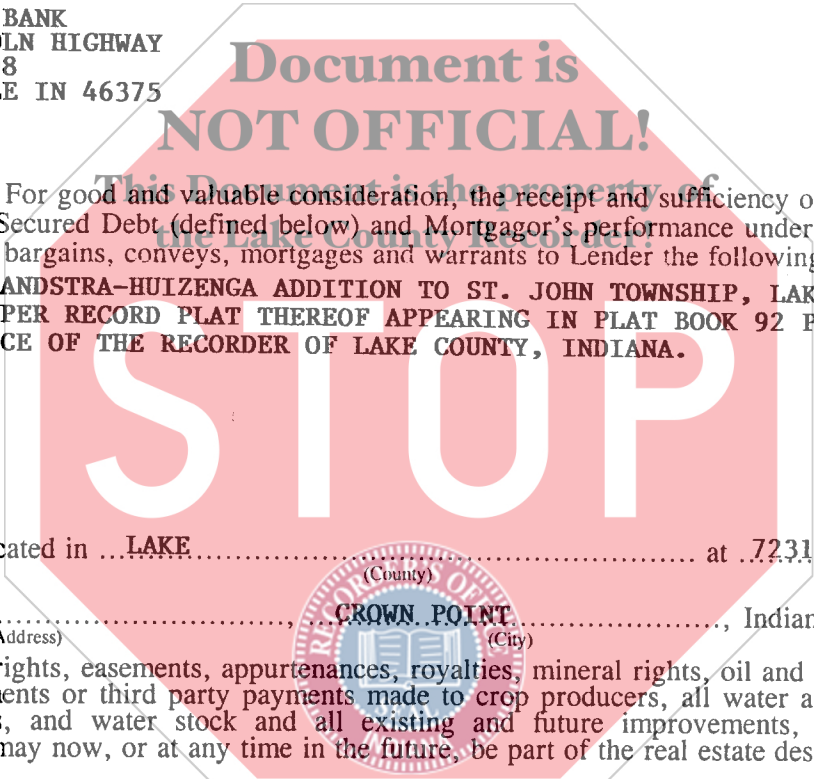 BANK
LN HIGHWAY
8
E IN 46375
Document is
NOT OFFICIAL!
This Document is the property of
the Lake County Recorder!
For good and valuable consideration, the receipt and sufficiency o
Secured Debt (defined below) and Mortgagor's performance under
bargains, conveys, mortgages and warrants to Lender the following
ANDSTRA-HUIZENGA ADDITION TO ST. JOHN TOWNSHIP, LAK
PER RECORD PLAT THEREOF APPEARING IN PLAT BOOK 92 P
CE OF THE RECORDER OF LAKE COUNTY, INDIANA.
STOP
cated in ...LAKE.......................................................... at ..7231
(County)
..........................., ...CROWN POINT......................, Indian
Address) (City)
rights, easements, appurtenances, royalties, mineral rights, oil and
ents or third party payments made to crop producers, all water a
s, and water stock and all existing and future improvements,
may now, or at any time in the future, be part of the real estate des
RECORDER'S OFFICE
SEAL
INDIANA